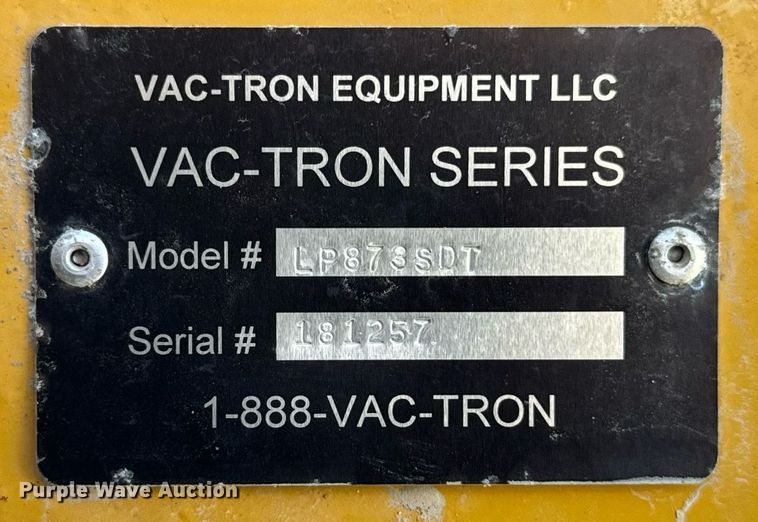 VAC-TRON EQUIPMENT LLC
VAC-TRON SERIES
Model # LP873SDT
Serial # 181257
1-888-VAC-TRON
Purple Wave Auction